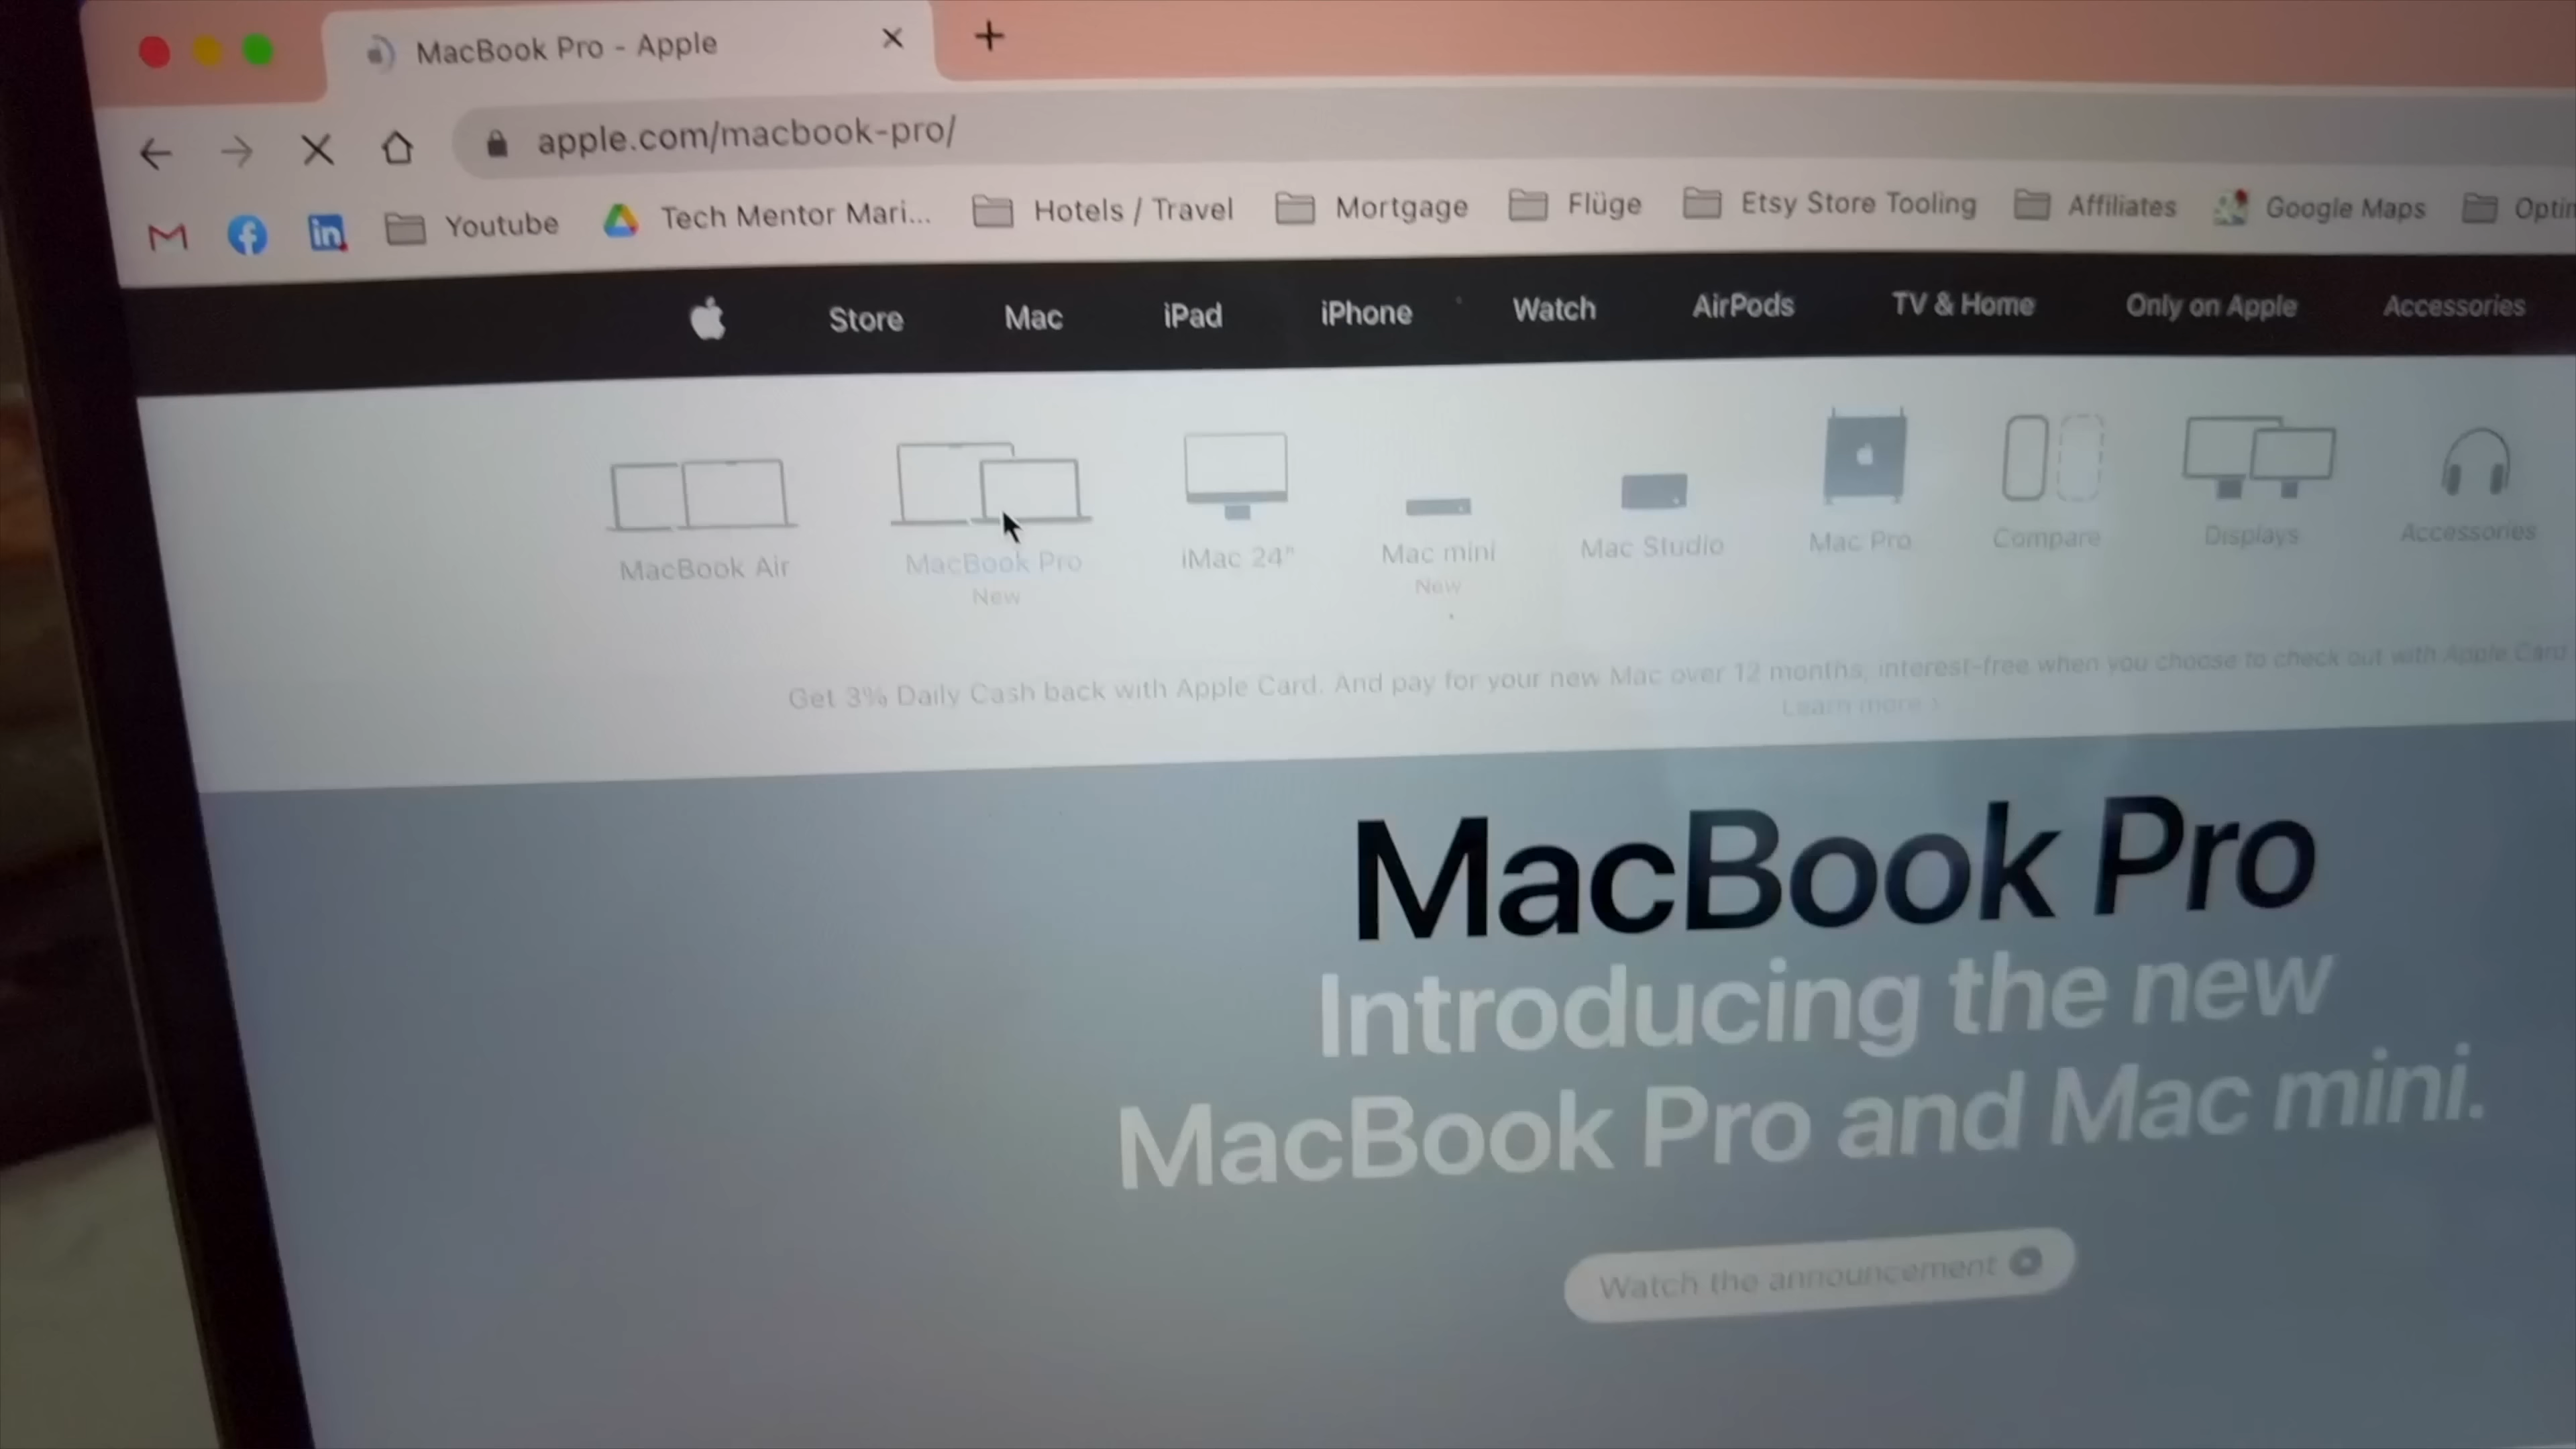 MacBook Pro - Apple
apple.com/macbook-pro/
Youtube Tech Mentor Mari... Hotels / Travel Mortgage Flüge Etsy Store Tooling Affiliates Google Maps Optim
Store Mac iPad iPhone Watch AirPods TV & Home Only on Apple Accessories
MacBook Air MacBook Pro iMac 24" Mac mini Mac Studio Mac Pro Compare Displays Accessories
New New
Get 3% Daily Cash back with Apple Card. And pay for your new Mac over 12 months, interest-free when you choose to check out with Apple Card
Learn more >
MacBook Pro
Introducing the new
MacBook Pro and Mac mini.
Watch the announcement